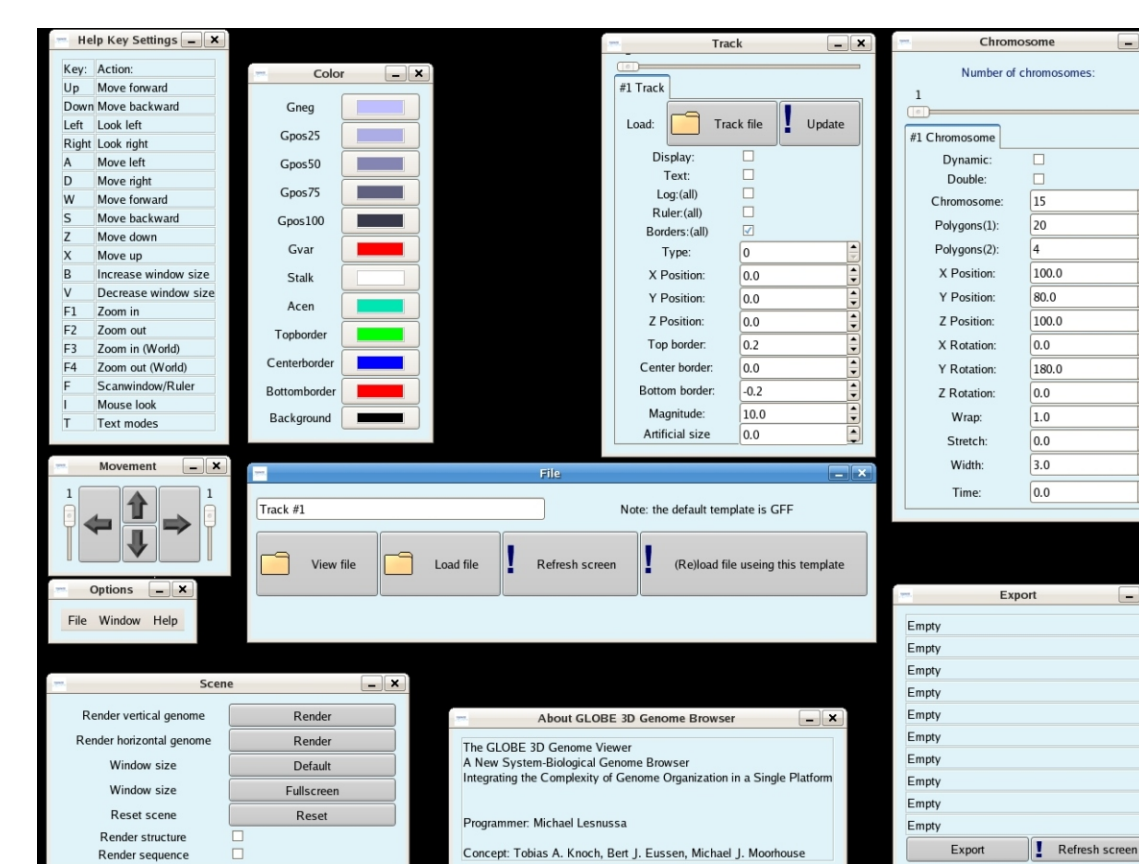 Help Key Settings
Key: Action:
Up Move forward
Down Move backward
Left Look left
Right Look right
A Move left
D Move right
W Move forward
S Move backward
Z Move down
X Move up
B Increase window size
V Decrease window size
F1 Zoom in
F2 Zoom out
F3 Zoom in (World)
F4 Zoom out (World)
F Scanwindow/Ruler
I Mouse look
T Text modes
Color
Gneg
Gpos25
Gpos50
Gpos75
Gpos100
Gvar
Stalk
Acen
Topborder
Centerborder
Bottomborder
Background
Track
#1 Track
Load: Track file ! Update
Display:
Text:
Log:(all)
Ruler:(all)
Borders:(all)
Type: 0
X Position: 0.0
Y Position: 0.0
Z Position: 0.0
Top border: 0.2
Center border: 0.0
Bottom border: -0.2
Magnitude: 10.0
Artificial size 0.0
Chromosome
Number of chromosomes:
1
#1 Chromosome
Dynamic:
Double:
Chromosome: 15
Polygons(1): 20
Polygons(2): 4
X Position: 100.0
Y Position: 80.0
Z Position: 100.0
X Rotation: 0.0
Y Rotation: 180.0
Z Rotation: 0.0
Wrap: 1.0
Stretch: 0.0
Width: 3.0
Time: 0.0
Movement
1 1
File
Track #1 Note: the default template is GFF
View file Load file ! Refresh screen ! (Re)load file useing this template
Options
File Window Help
Scene
Render vertical genome Render
Render horizontal genome Render
Window size Default
Window size Fullscreen
Reset scene Reset
Render structure
Render sequence
About GLOBE 3D Genome Browser
The GLOBE 3D Genome Viewer
A New System-Biological Genome Browser
Integrating the Complexity of Genome Organization in a Single Platform
Programmer: Michael Lesnussa
Concept: Tobias A. Knoch, Bert J. Eussen, Michael J. Moorhouse
Export
Empty
Empty
Empty
Empty
Empty
Empty
Empty
Empty
Empty
Empty
Export ! Refresh screen